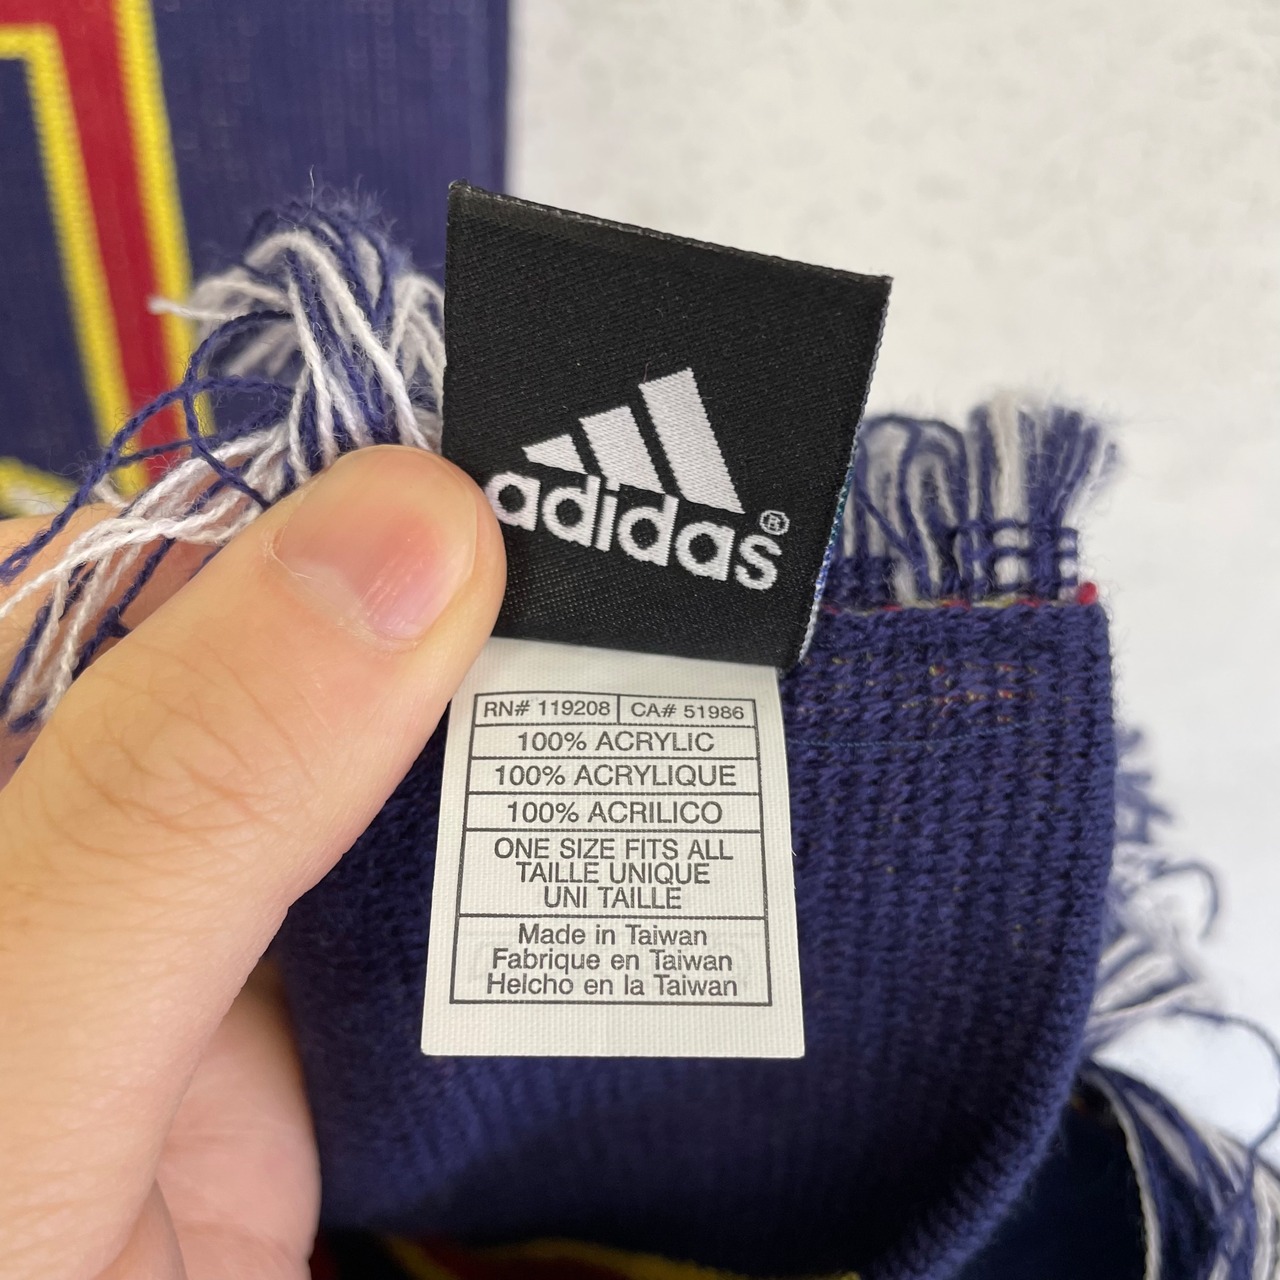 adidas®
RN# 119208 CA# 51986
100% ACRYLIC
100% ACRYLIQUE
100% ACRILICO
ONE SIZE FITS ALL
TAILLE UNIQUE
UNI TAILLE
Made in Taiwan
Fabrique en Taiwan
Helcho en la Taiwan